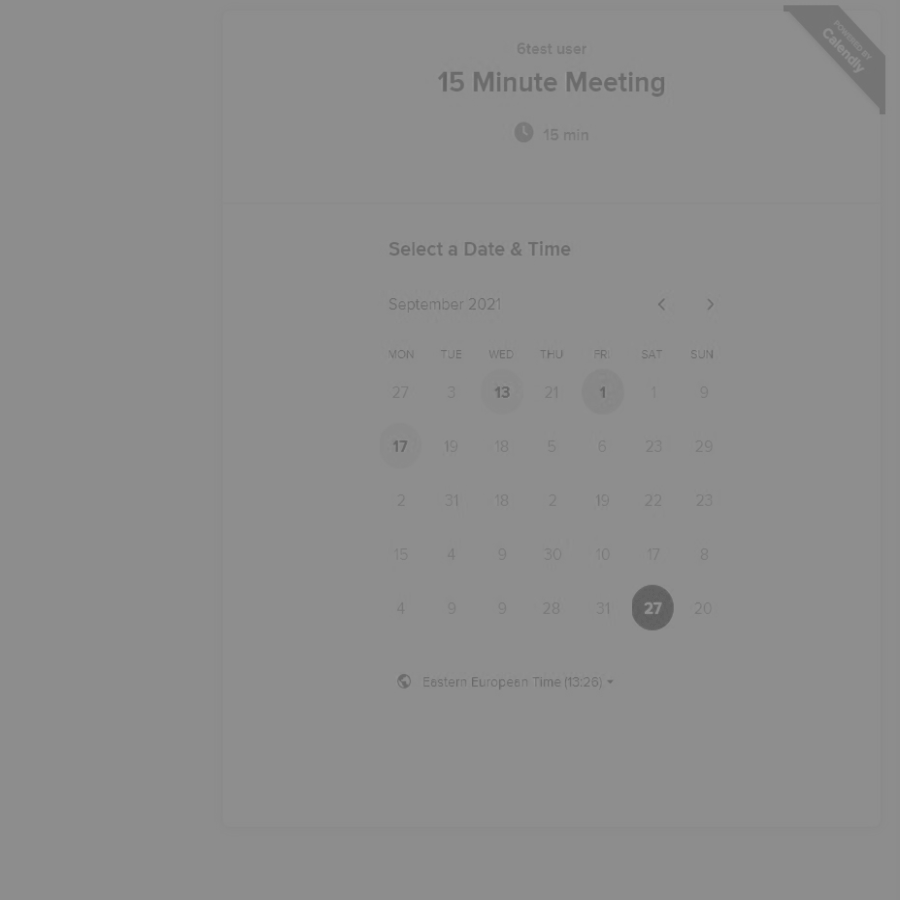 POWERED BY
Calendly
6test user
15 Minute Meeting
15 min
Select a Date & Time
September 2021
MON TUE WED THU FRI SAT SUN
27 3 13 21 1 1 9
17 19 18 5 6 23 29
2 31 18 2 19 22 23
15 4 9 30 10 17 8
4 9 9 28 31 27 20
Eastern European Time (13:26)